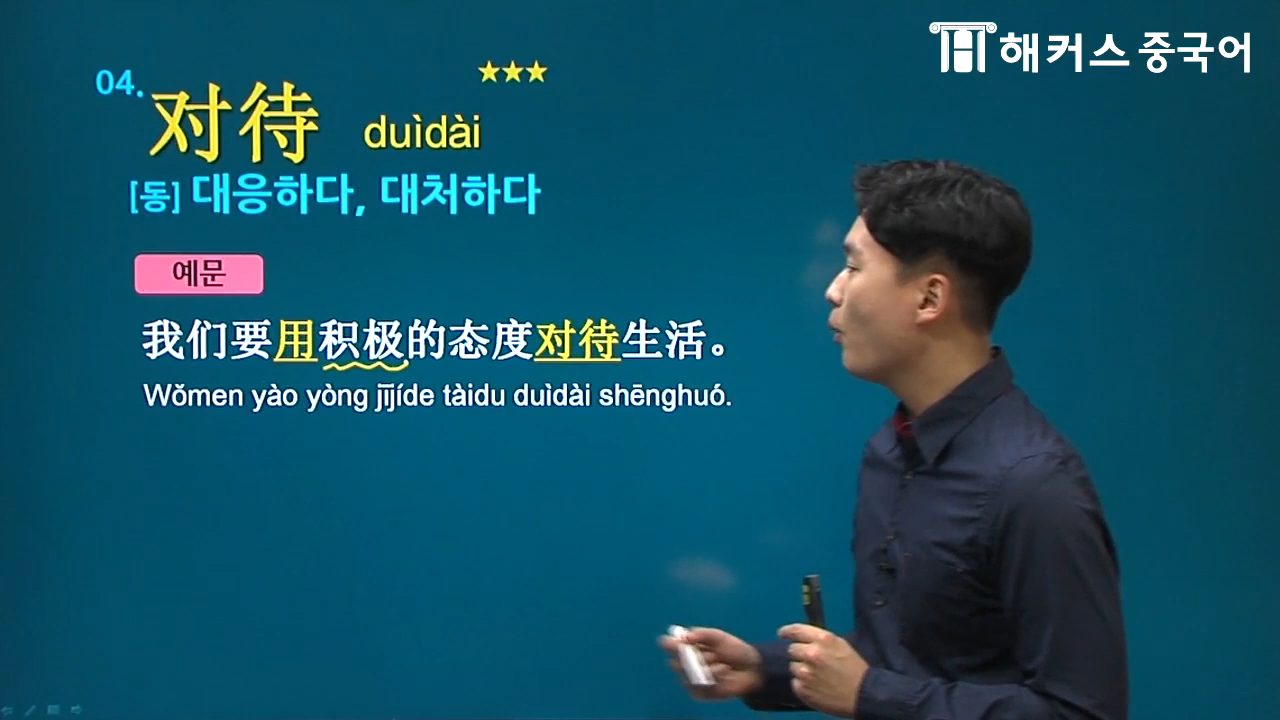 해커스 중국어
04. 对待 duìdài ★★★
[동] 대응하다, 대처하다
예문
我们要用积极的态度对待生活。
Wǒmen yào yòng jījíde tàidu duìdài shēnghuó.